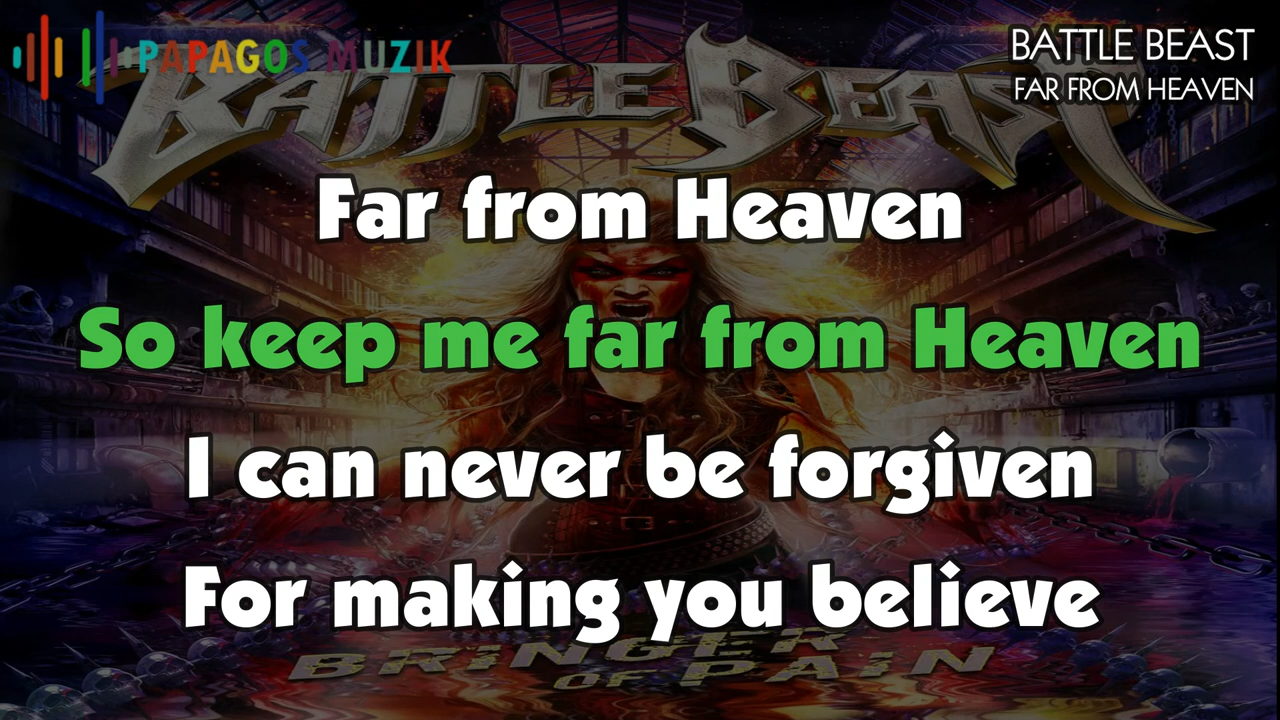 PAPAGOS MUZIK
BATTLE BEAST
BATTLE BEAST
FAR FROM HEAVEN
Far from Heaven
So keep me far from Heaven
I can never be forgiven
For making you believe
BRINGER
OF PAIN